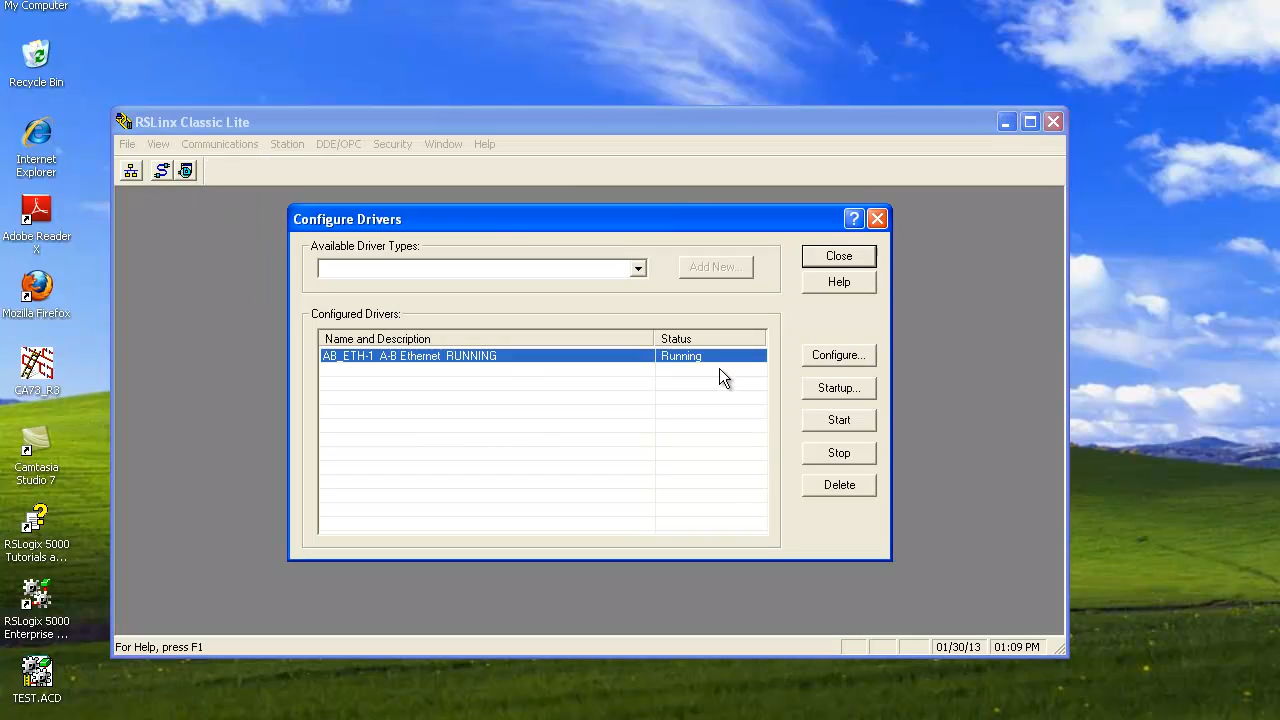 My Computer
Recycle Bin
Internet
Explorer
Adobe Reader
X
Mozilla Firefox
CA73_R3
Camtasia
Studio 7
RSLogix 5000
Tutorials a...
RSLogix 5000
Enterprise ...
TEST.ACD
RSLinx Classic Lite
File View Communications Station DDE/OPC Security Window Help
Configure Drivers
Available Driver Types:
Add New...
Close
Help
Configured Drivers:
Name and Description Status
AB_ETH-1 A-B Ethernet RUNNING Running
Configure...
Startup...
Start
Stop
Delete
For Help, press F1 01/30/13 01:09 PM